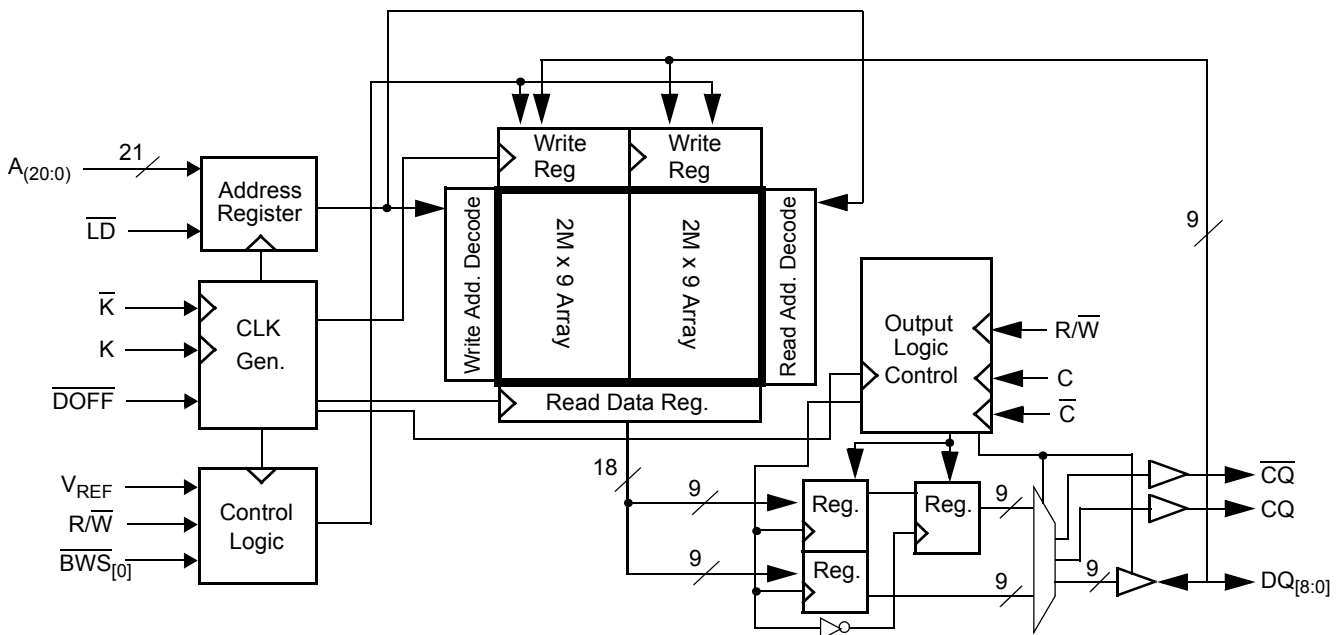 A(20:0)
21
LD
Address
Register
K
K
DOFF
CLK
Gen.
VREF
R/W
BWS[0]
Control
Logic
Write
Reg
Write
Reg
Write Add. Decode
2M x 9 Array
2M x 9 Array
Read Add. Decode
Read Data Reg.
9
Output
Logic
Control
R/W
C
C
18
9
Reg.
Reg.
9
9
Reg.
9
9
CQ
CQ
DQ[8:0]